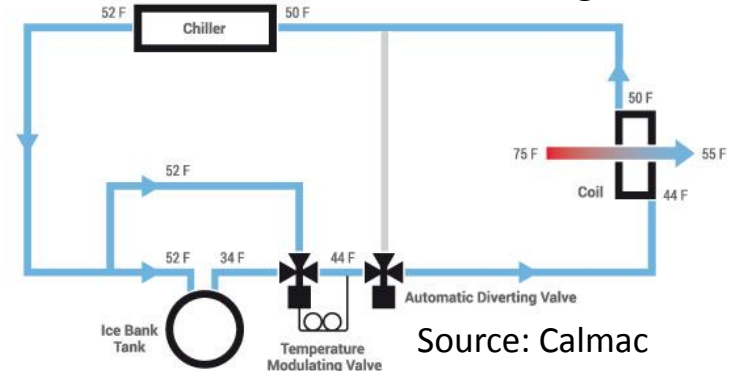 52 F
Chiller
50 F
50 F
75 F
55 F
Coil
44 F
52 F
52 F
34 F
44 F
Automatic Diverting Valve
Ice Bank
Tank
Temperature
Modulating Valve
Source: Calmac